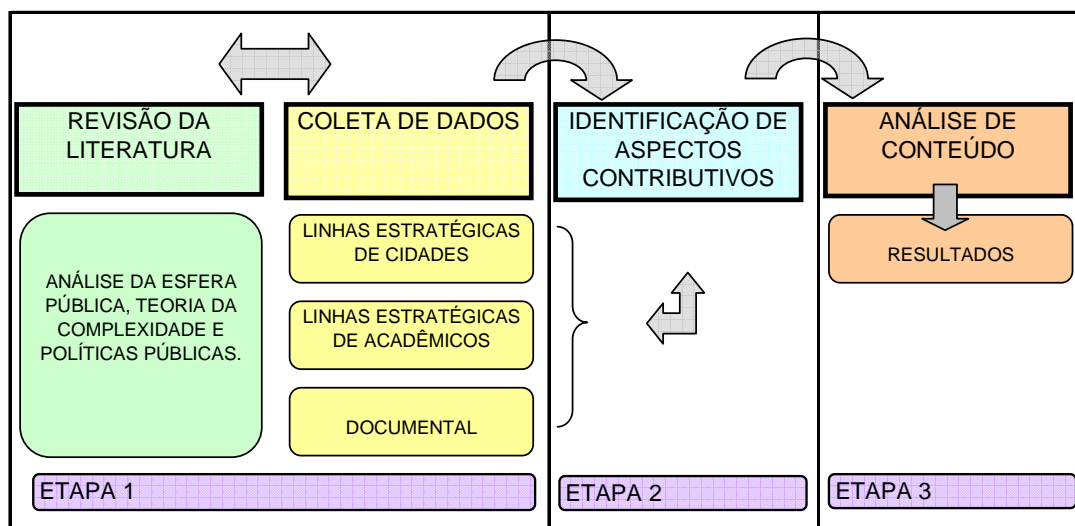 REVISÃO DA
LITERATURA
COLETA DE DADOS
IDENTIFICAÇÃO DE
ASPECTOS
CONTRIBUTIVOS
ANÁLISE DE
CONTEÚDO
ANÁLISE DA ESFERA
PÚBLICA, TEORIA DA
COMPLEXIDADE E
POLÍTICAS PÚBLICAS.
LINHAS ESTRATÉGICAS
DE CIDADES
LINHAS ESTRATÉGICAS
DE ACADÊMICOS
DOCUMENTAL
RESULTADOS
ETAPA 1
ETAPA 2
ETAPA 3